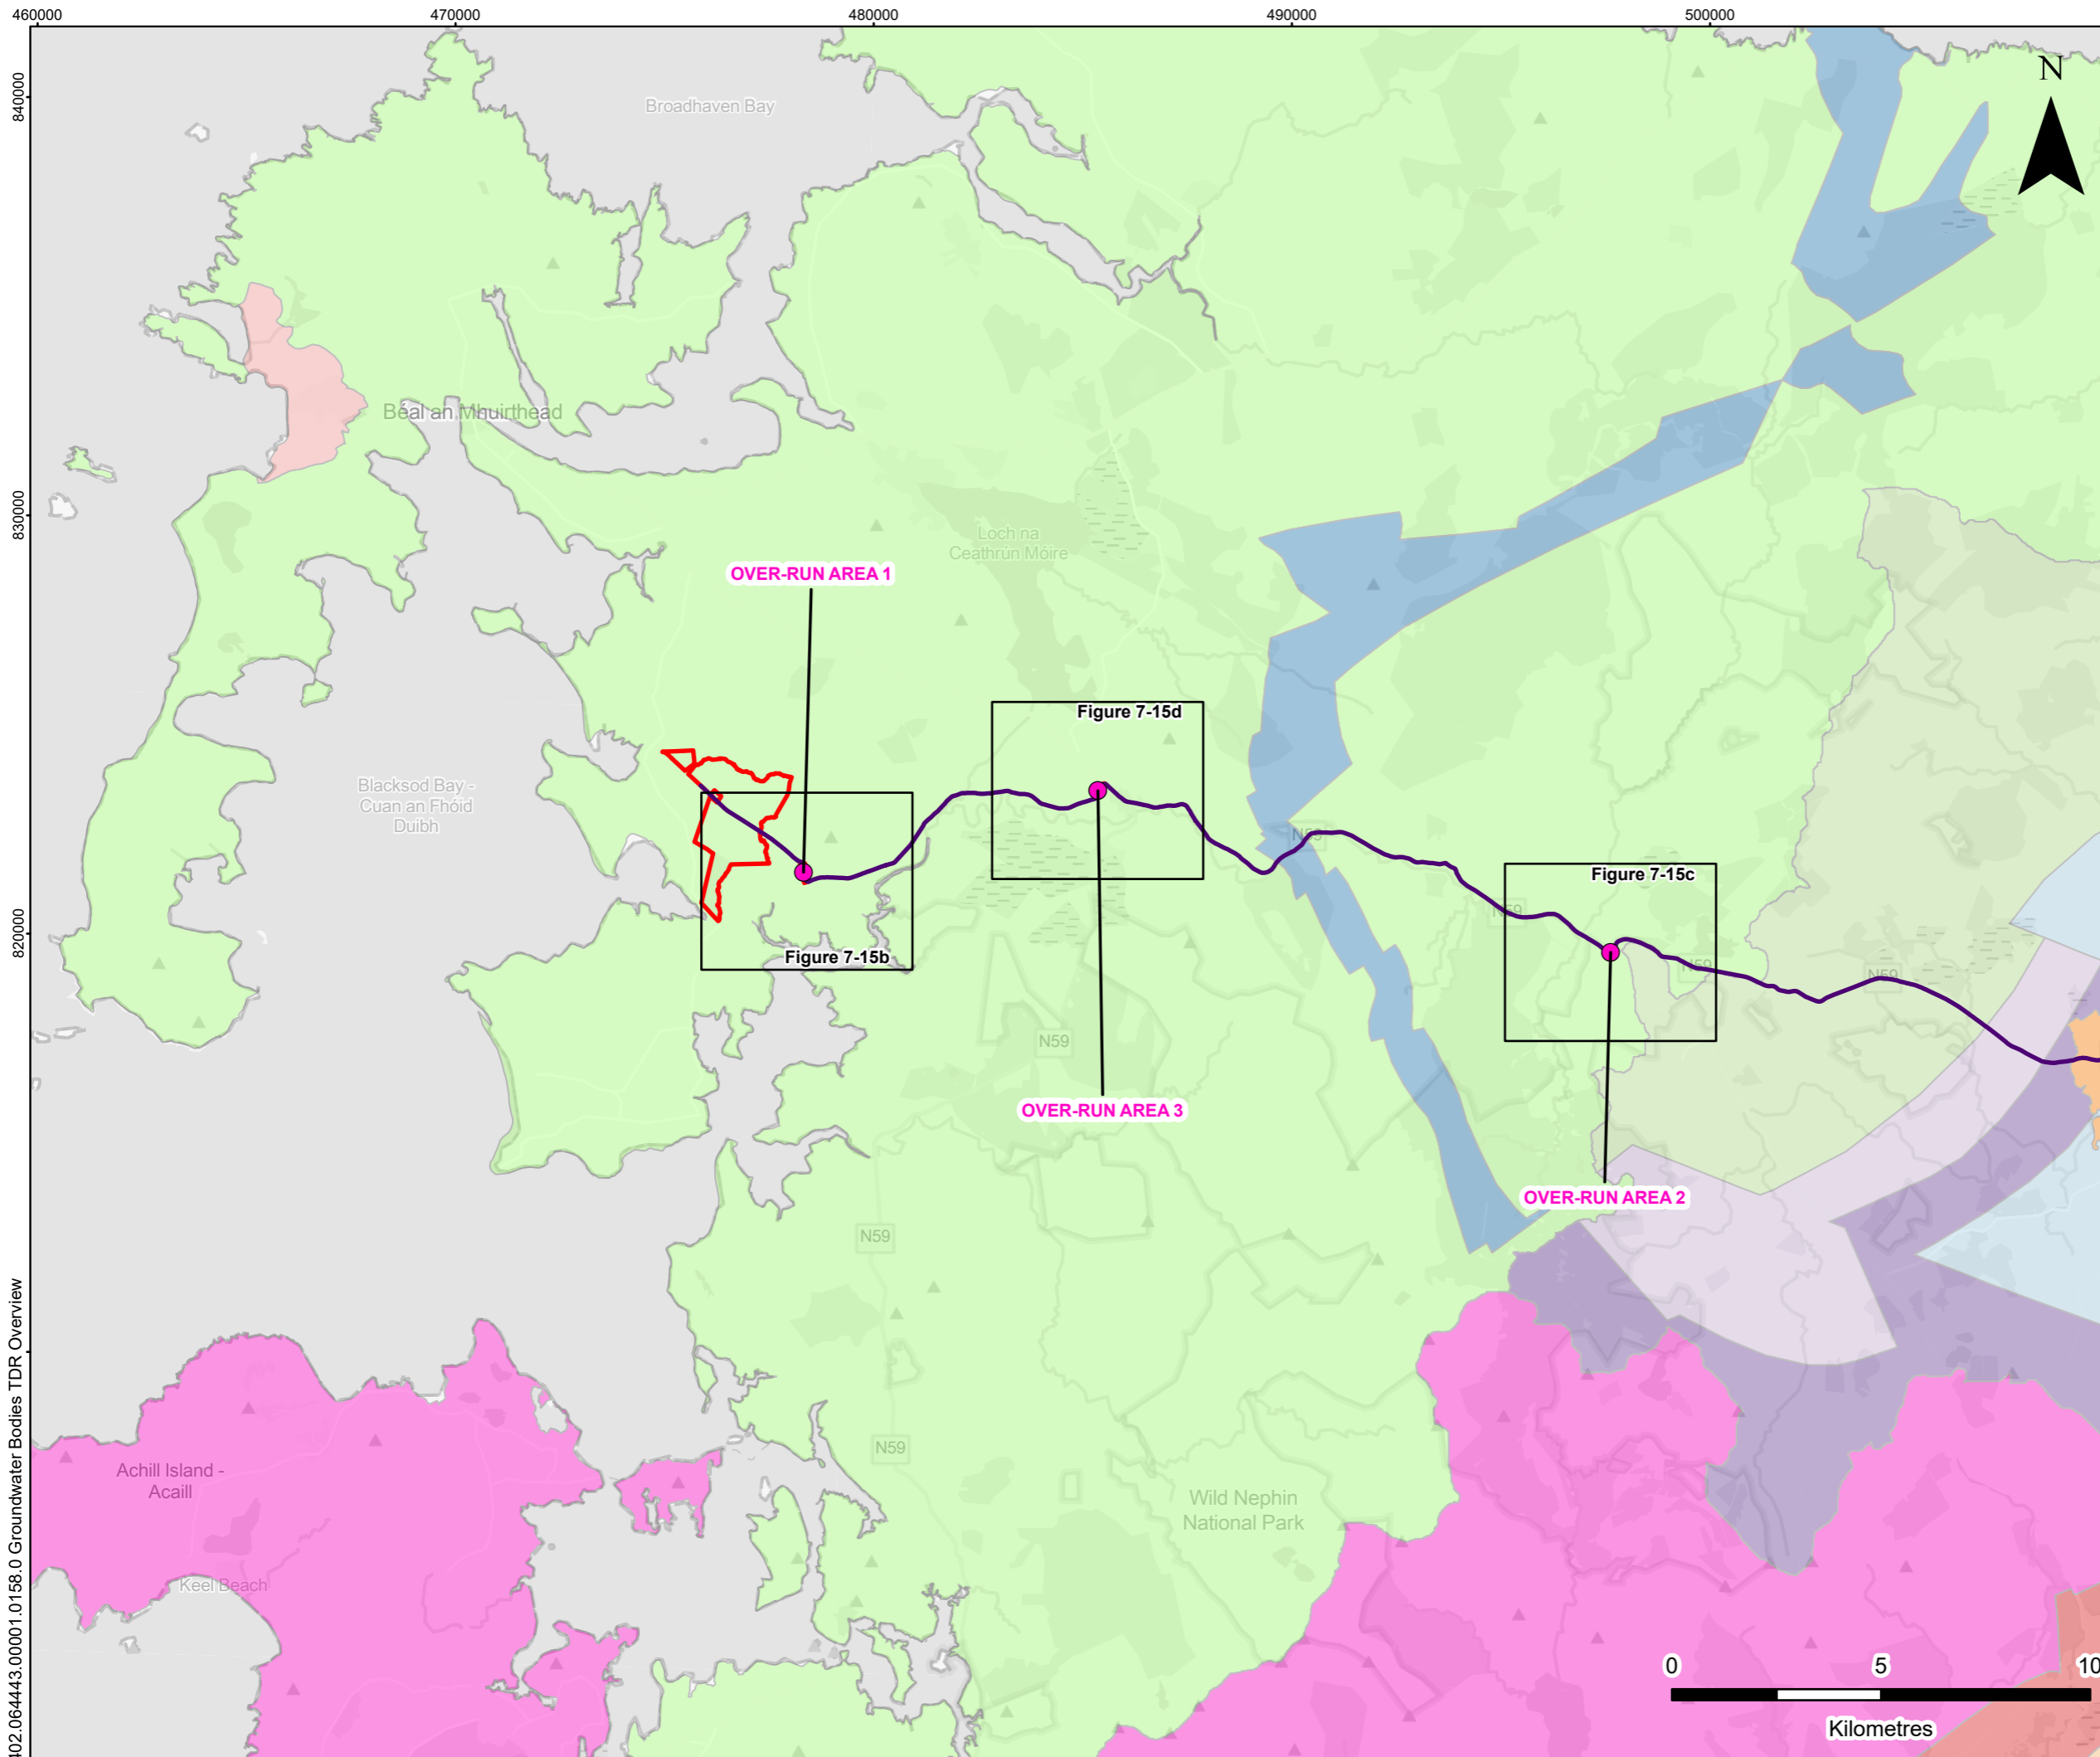 460000
470000
480000
490000
500000
840000
830000
820000
N
Broadhaven Bay
Béal an Mhuirthead
Loch na
Ceathrún Móire
OVER-RUN AREA 1
Figure 7-15d
Blacksod Bay -
Cuan an Fhóid
Duibh
N59
Figure 7-15c
N59
Figure 7-15b
N59
N59
N59
OVER-RUN AREA 3
OVER-RUN AREA 2
N59
N59
Achill Island -
Acaill
Wild Nephin
National Park
Keel Beach
0
5
10
Kilometres
402.064443.00001.0158.0 Groundwater Bodies TDR Overview